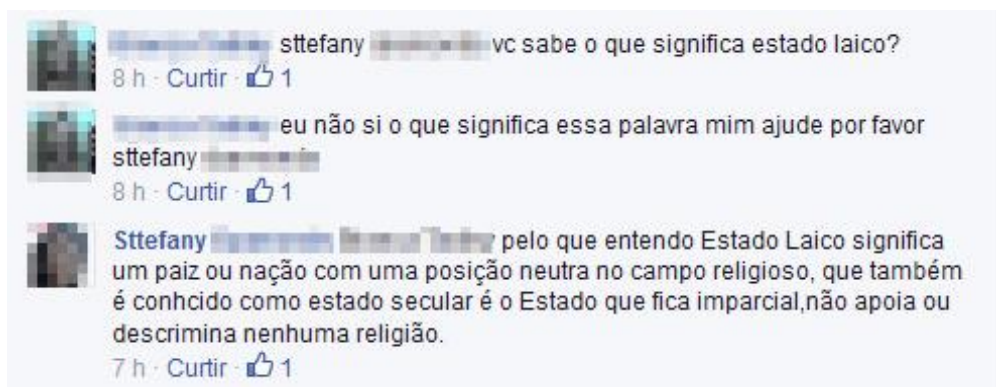 sttefany vc sabe o que significa estado laico?
8 h · Curtir · 1
eu não si o que significa essa palavra mim ajude por favor
sttefany
8 h · Curtir · 1
Sttefany pelo que entendo Estado Laico significa
um paiz ou nação com uma posição neutra no campo religioso, que também
é conhcido como estado secular é o Estado que fica imparcial,não apoia ou
descrimina nenhuma religião.
7 h · Curtir · 1